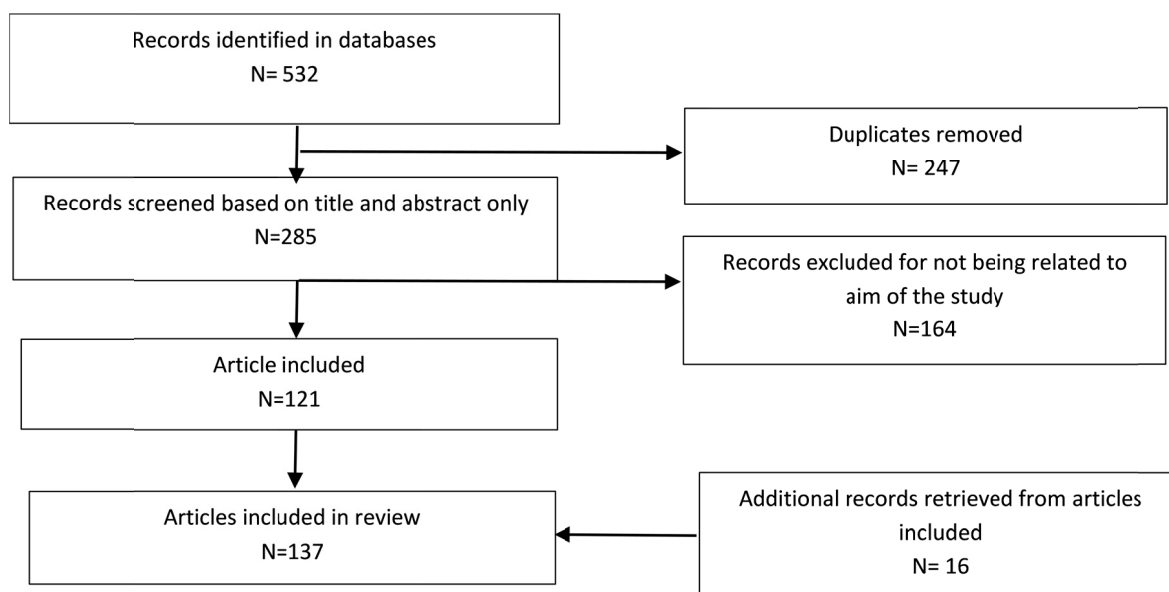 Records identified in databases
N= 532
Duplicates removed
N= 247
Records screened based on title and abstract only
N=285
Records excluded for not being related to
aim of the study
N=164
Article included
N=121
Articles included in review
N=137
Additional records retrieved from articles
included
N= 16